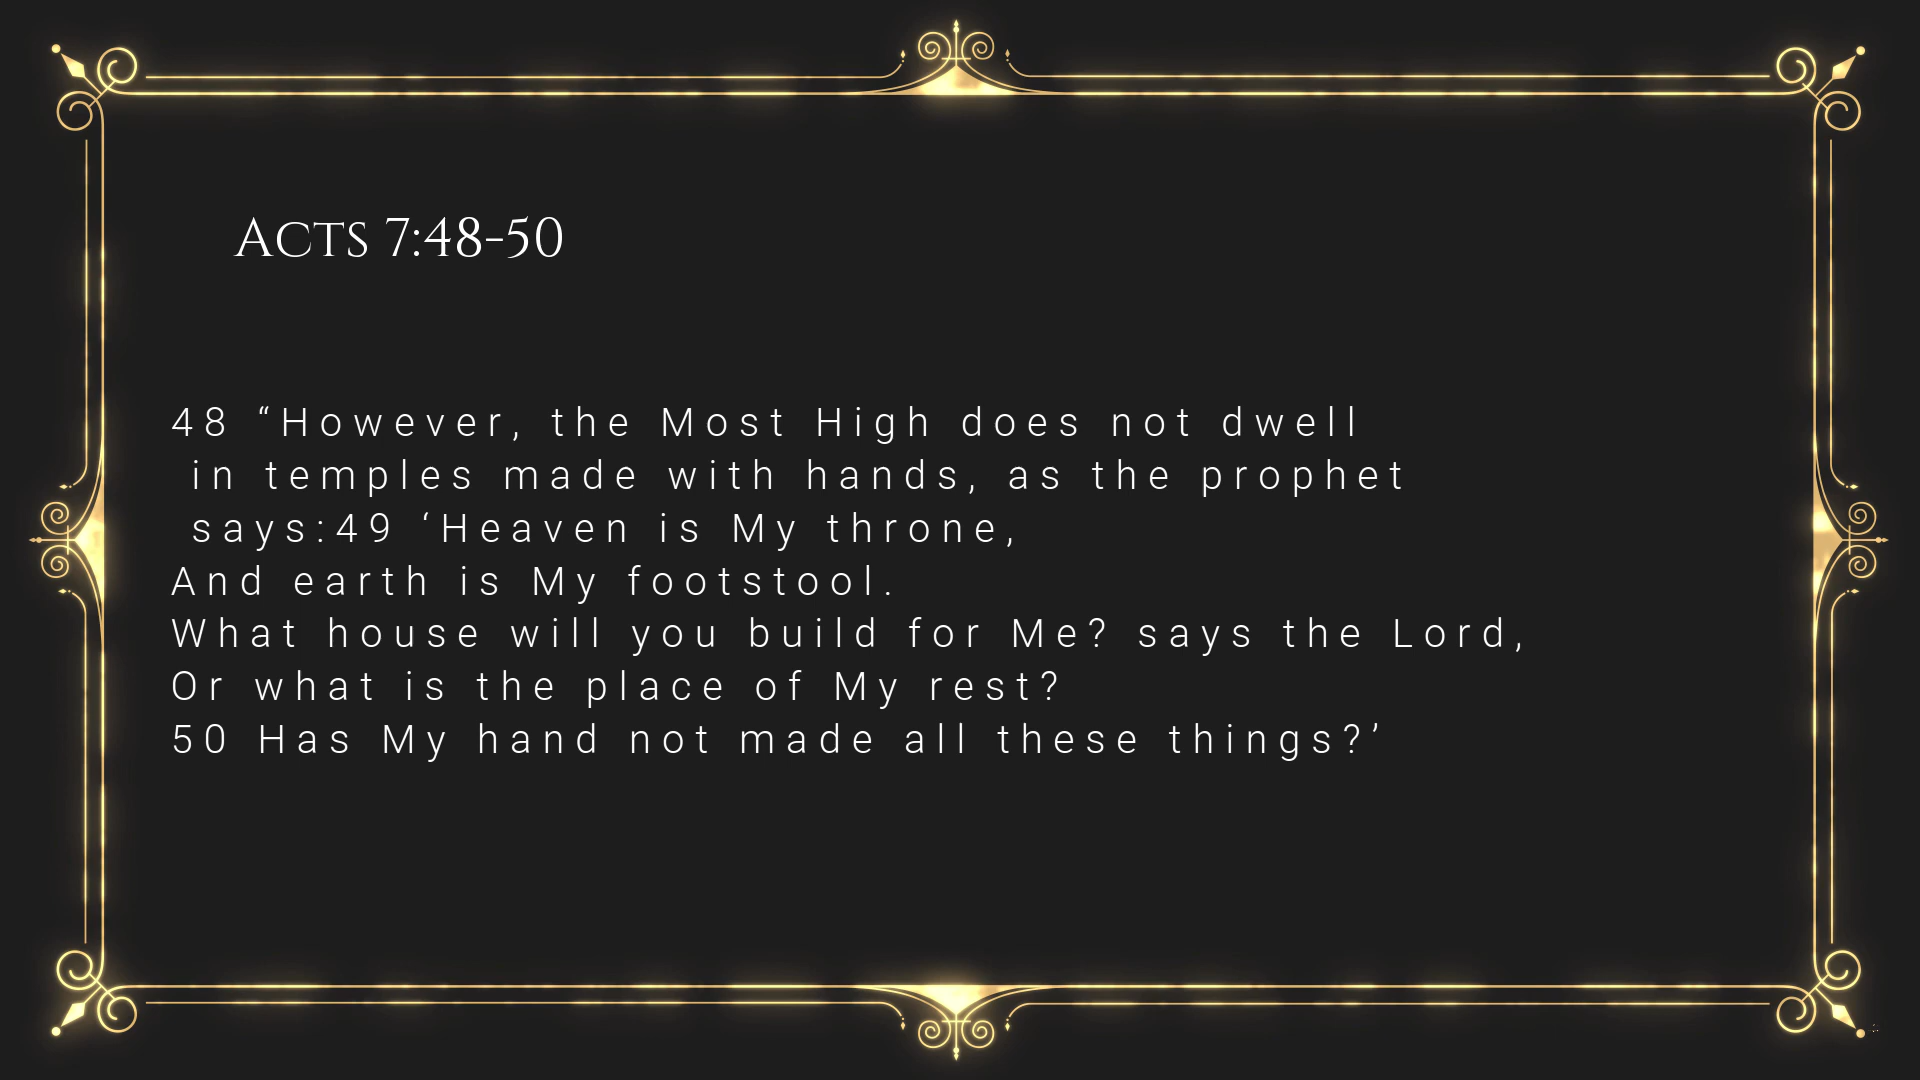 Acts 7:48-50
48 “However, the Most High does not dwell
in temples made with hands, as the prophet
says:49 ‘Heaven is My throne,
And earth is My footstool.
What house will you build for Me? says the Lord,
Or what is the place of My rest?
50 Has My hand not made all these things?’